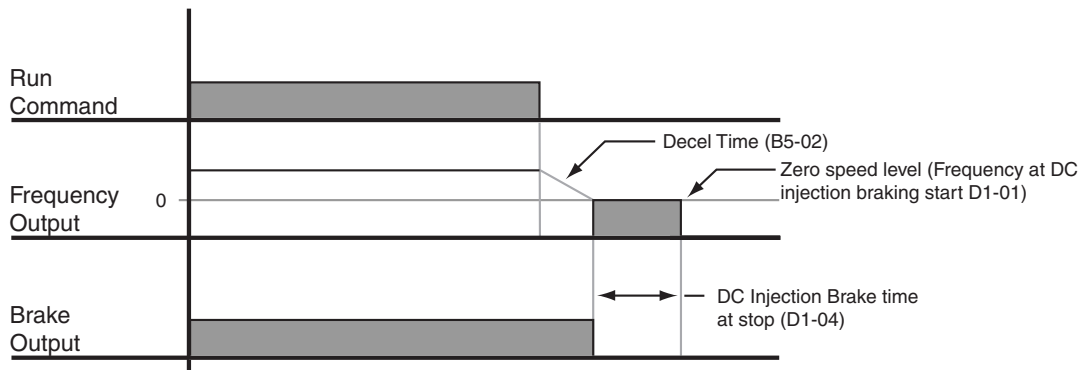 Run
Command
Decel Time (B5-02)
Zero speed level (Frequency at DC
injection braking start D1-01)
Frequency
Output
0
DC Injection Brake time
at stop (D1-04)
Brake
Output